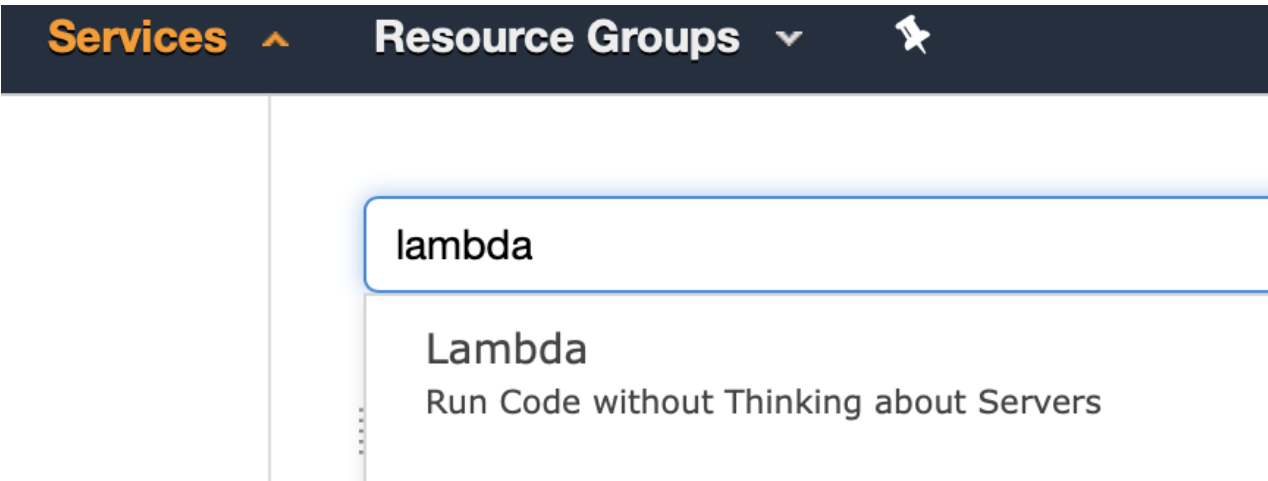 Services Resource Groups
lambda
Lambda
Run Code without Thinking about Servers